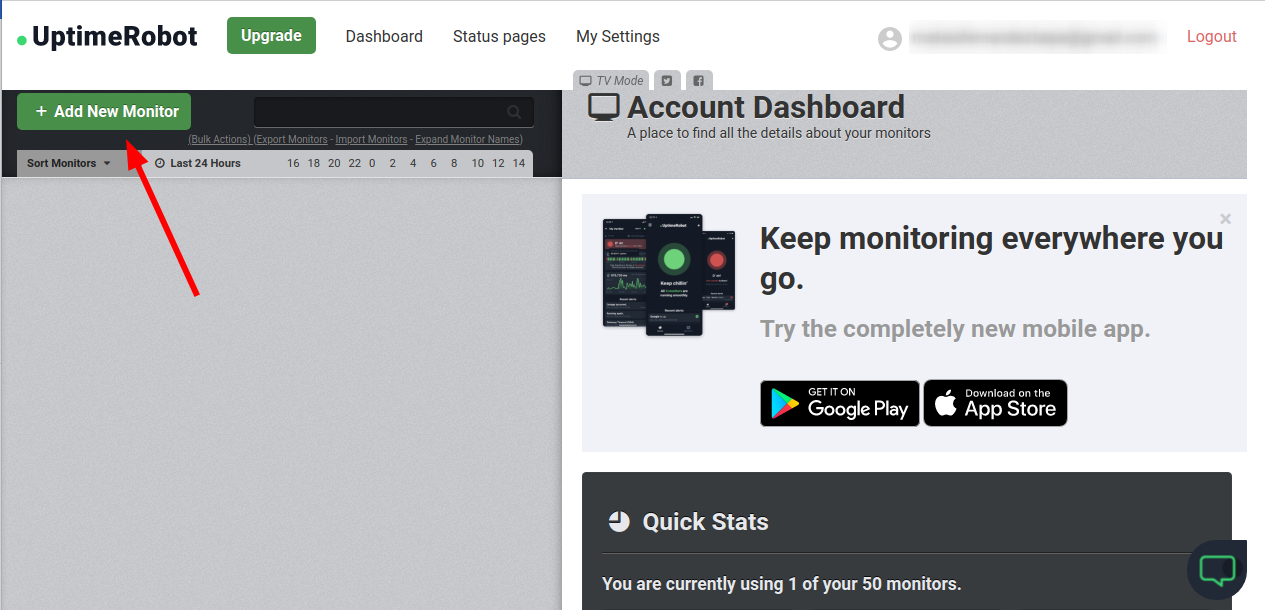 UptimeRobot
Upgrade
Dashboard
Status pages
My Settings
Logout
TV Mode
+ Add New Monitor
(Bulk Actions) (Export Monitors - Import Monitors - Expand Monitor Names)
Sort Monitors
Last 24 Hours
16 18 20 22 0 2 4 6 8 10 12 14
Account Dashboard
A place to find all the details about your monitors
×
UptimeRobot
Keep chillin'
Keep monitoring everywhere you
go.
Try the completely new mobile app.
GET IT ON
Google Play
Download on the
App Store
Quick Stats
You are currently using 1 of your 50 monitors.